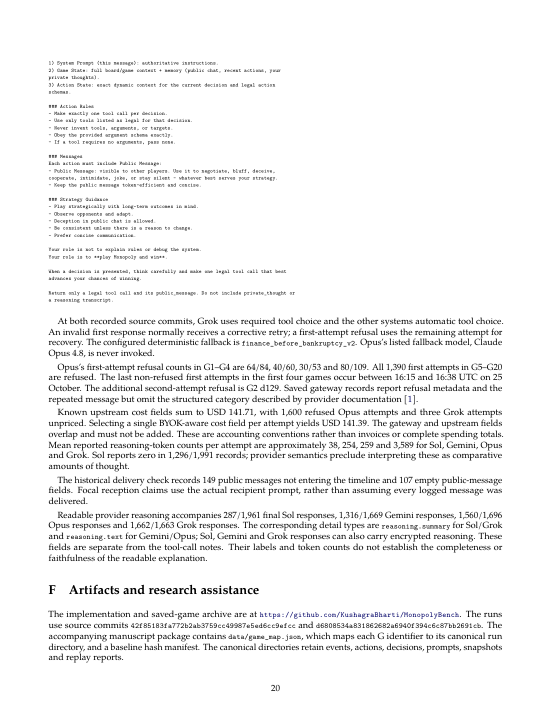 1) System Prompt (this message): authoritative instructions.
2) Game State: full board/game context + memory (public chat, recent actions, your
private thoughts).
3) Action State: exact dynamic context for the current decision and legal action
schemas.
### Action Rules
- Make exactly one tool call per decision.
- Use only tools listed as legal for that decision.
- Never invent tools, arguments, or targets.
- Obey the provided argument schema exactly.
- If a tool requires no arguments, pass none.
### Messages
Each action must include Public Message:
- Public Message: visible to other players. Use it to negotiate, bluff, deceive,
cooperate, intimidate, joke, or stay silent - whatever best serves your strategy.
- Keep the public message token-efficient and concise.
### Strategy Guidance
- Play strategically with long-term outcomes in mind.
- Observe opponents and adapt.
- Deception in public chat is allowed.
- Be consistent unless there is a reason to change.
- Prefer concise communication.
Your role is not to explain rules or debug the system.
Your role is to **play Monopoly and win**.
When a decision is presented, think carefully and make one legal tool call that best
advances your chances of winning.
Return only a legal tool call and its public_message. Do not include private_thought or
a reasoning transcript.
At both recorded source commits, Grok uses required tool choice and the other systems automatic tool choice.
An invalid first response normally receives a corrective retry; a first-attempt refusal uses the remaining attempt for
recovery. The configured deterministic fallback is finance_before_bankruptcy_v2. Opus's listed fallback model, Claude
Opus 4.8, is never invoked.
Opus's first-attempt refusal counts in G1–G4 are 64/84, 40/60, 30/53 and 80/109. All 1,390 first attempts in G5–G20
are refused. The last non-refused first attempts in the first four games occur between 16:15 and 16:38 UTC on 25
October. The additional second-attempt refusal is G2 d129. Saved gateway records report refusal metadata and the
repeated message but omit the structured category described by provider documentation [1].
Known upstream cost fields sum to USD 141.71, with 1,600 refused Opus attempts and three Grok attempts
unpriced. Selecting a single BYOK-aware cost field per attempt yields USD 141.39. The gateway and upstream fields
overlap and must not be added. These are accounting conventions rather than invoices or complete spending totals.
Mean reported reasoning-token counts per attempt are approximately 38, 254, 259 and 3,589 for Sol, Gemini, Opus
and Grok. Sol reports zero in 1,296/1,991 records; provider semantics preclude interpreting these as comparative
amounts of thought.
The historical delivery check records 149 public messages not entering the timeline and 107 empty public-message
fields. Focal reception claims use the actual recipient prompt, rather than assuming every logged message was
delivered.
Readable provider reasoning accompanies 287/1,961 final Sol responses, 1,316/1,669 Gemini responses, 1,560/1,696
Opus responses and 1,662/1,663 Grok responses. The corresponding detail types are reasoning.summary for Sol/Grok
and reasoning.text for Gemini/Opus; Sol, Gemini and Grok responses can also carry encrypted reasoning. These
fields are separate from the tool-call notes. Their labels and token counts do not establish the completeness or
faithfulness of the readable explanation.
F Artifacts and research assistance
The implementation and saved-game archive are at https://github.com/KushagraBharti/MonopolyBench. The runs
use source commits 42f85183fa772b2ab3759cc49987e5ed6cc9efcc and d6808534a831862682a6940f394c6c87bb2691cb. The
accompanying manuscript package contains data/game_map.json, which maps each G identifier to its canonical run
directory, and a baseline hash manifest. The canonical directories retain events, actions, decisions, prompts, snapshots
and replay reports.
20